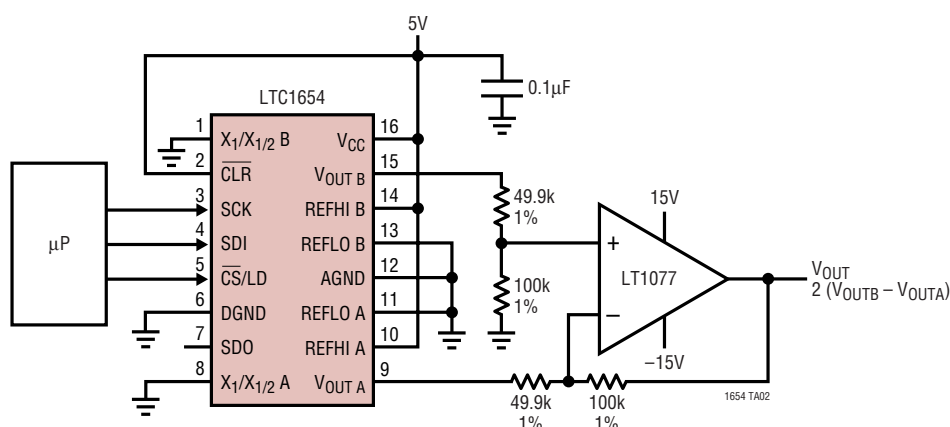 5V
0.1μF
LTC1654
1 X1/X1/2 B
2 CLR
3 SCK
4 SDI
5 CS/LD
6 DGND
7 SDO
8 X1/X1/2 A
VCC 16
VOUT B 15
REFHI B 14
REFLO B 13
AGND 12
REFLO A 11
REFHI A 10
VOUT A 9
μP
49.9k
1%
100k
1%
15V
+
LT1077
–
–15V
VOUT
2 (VOUTB – VOUTA)
49.9k
1%
100k
1%
1654 TA02